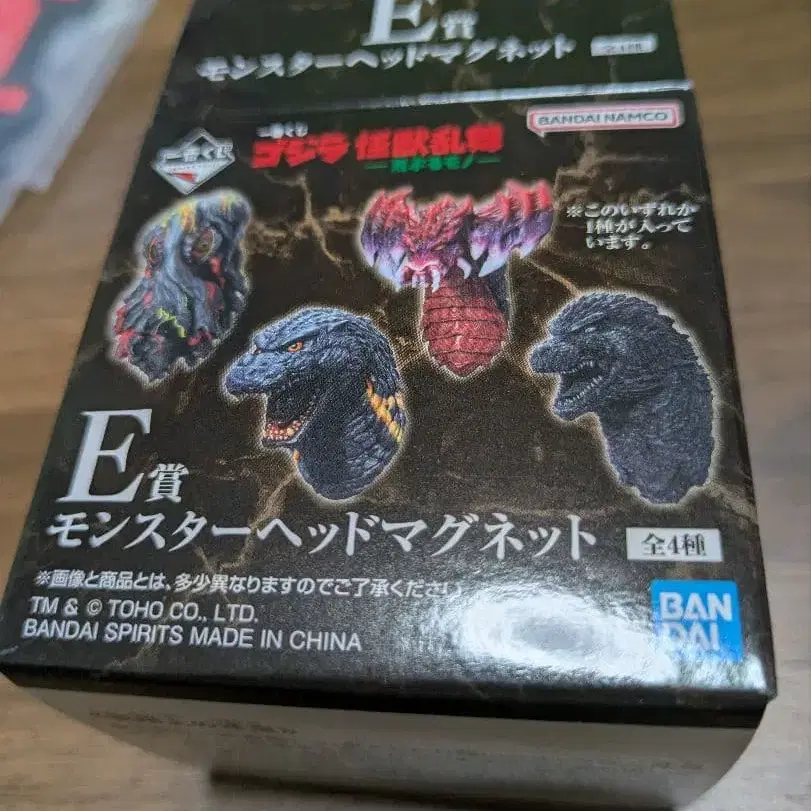 E賞
モンスターヘッドマグネット 全4種
一番くじ
一番くじ
ゴジラ 怪獣乱舞
BANDAI NAMCO
※このいずれか
1種が入って
います。
E賞
モンスターヘッドマグネット 全4種
※画像と商品とは、多少異なりますのでご了承ください。
TM & © TOHO CO., LTD.
BANDAI SPIRITS MADE IN CHINA
BAN
DAI